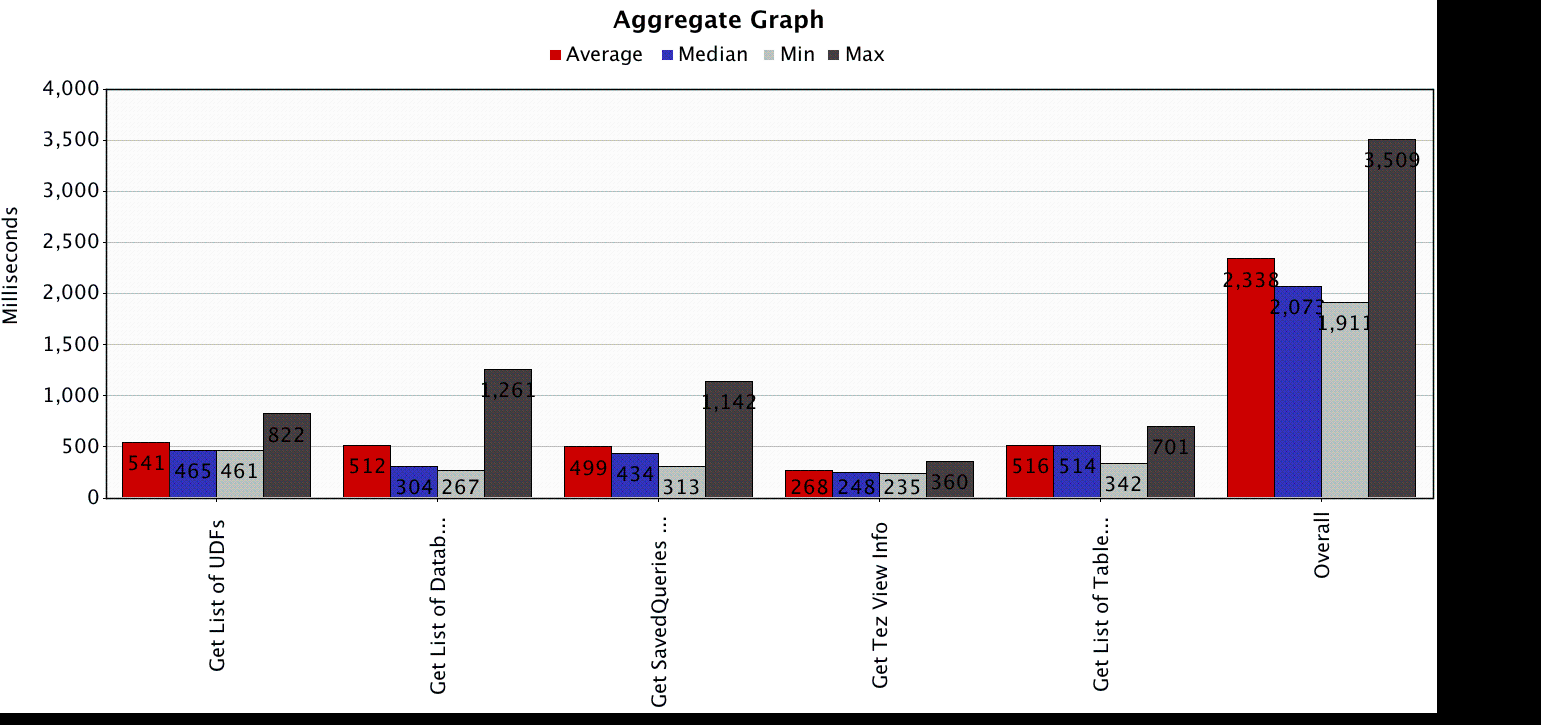 Aggregate Graph
Average Median Min Max
Milliseconds
4,000
3,500
3,000
2,500
2,000
1,500
1,000
500
0
541 465 461 822
512 304 267 1,261
499 434 313 1,142
268 248 235 360
516 514 342 701
2,338 2,073 1,911 3,509
Get List of UDFs
Get List of Datab...
Get SavedQueries ...
Get Tez View Info
Get List of Table...
Overall